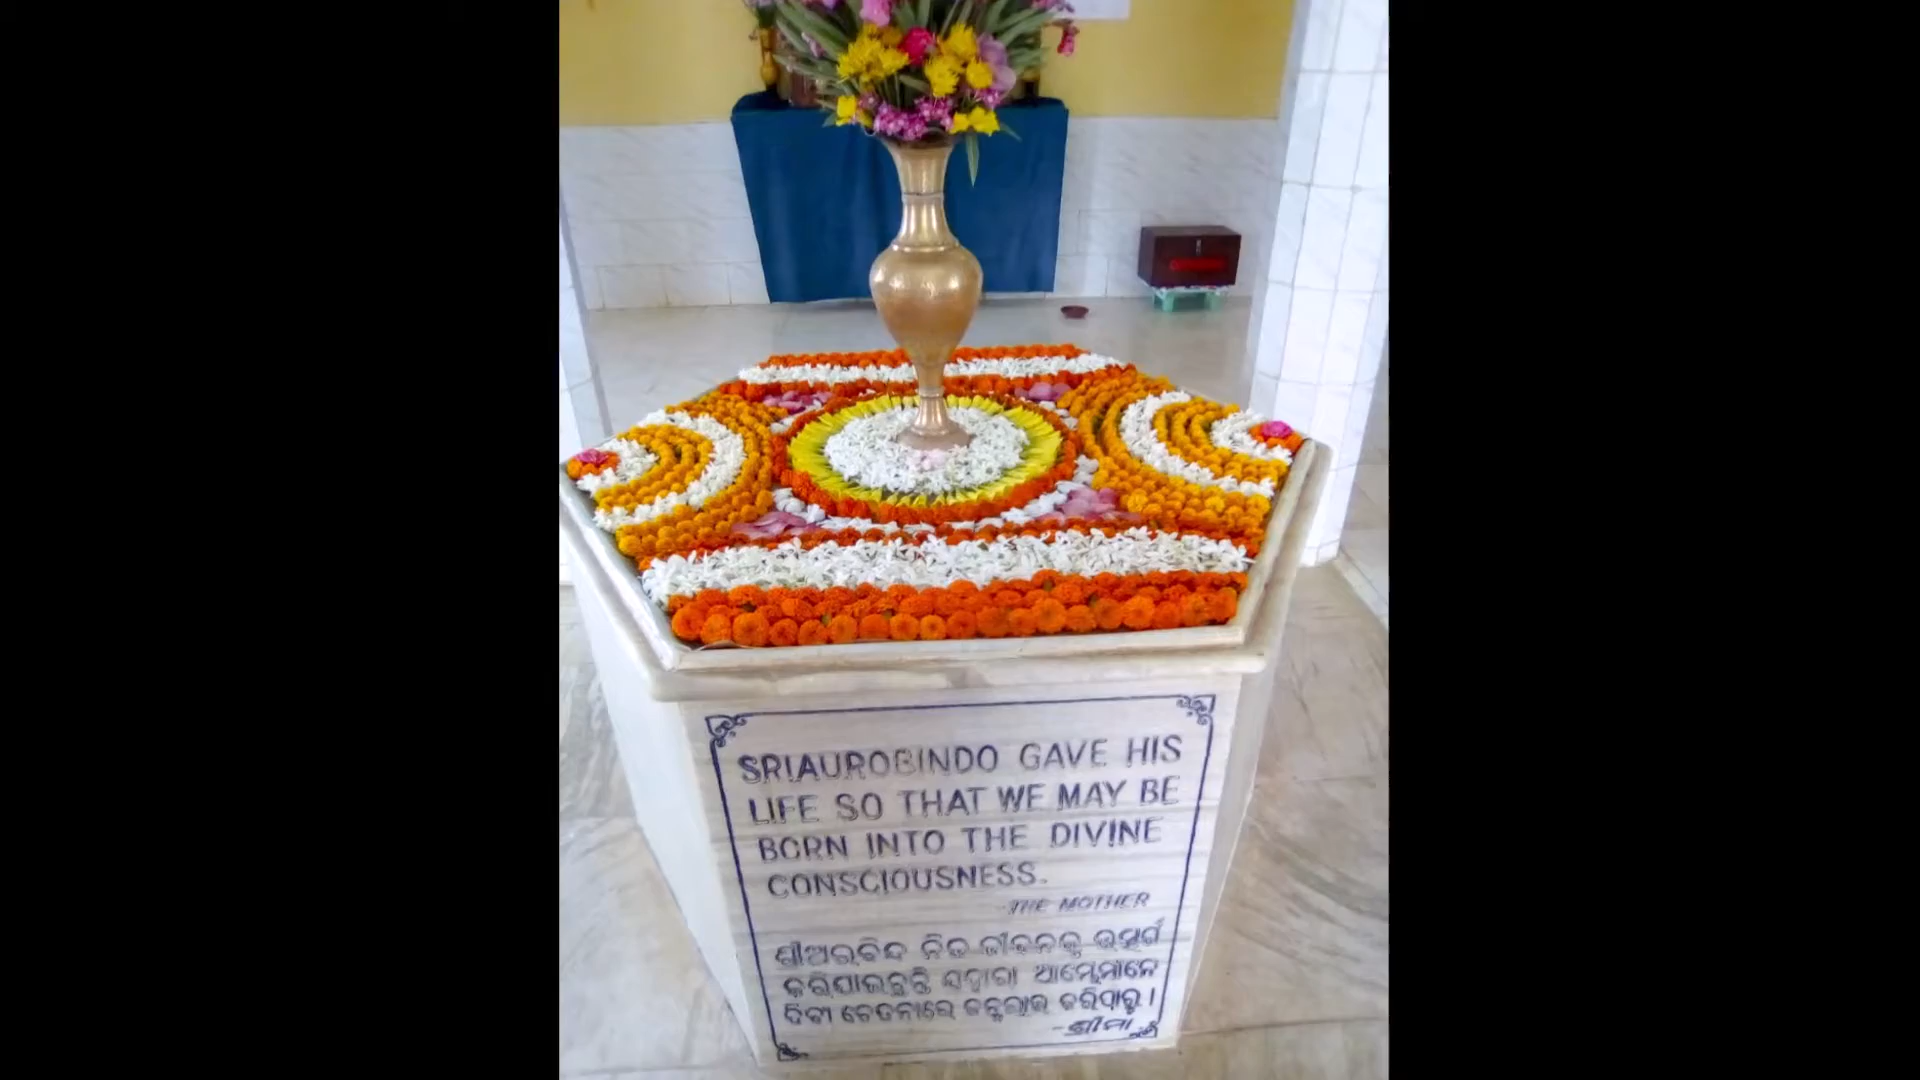 SRIAUROBINDO GAVE HIS
LIFE SO THAT WE MAY BE
BORN INTO THE DIVINE
CONSCIOUSNESS.
-THE MOTHER
ଶ୍ରୀଅରବିନ୍ଦ ନିଜ ଜୀବନକୁ ଉତ୍ସର୍ଗ
କରିଯାଇଛନ୍ତି ଯଦ୍ଵାରା ଆମ୍ଭେମାନେ
ଦିବ୍ୟ ଚେତନାରେ ଜନ୍ମଲାଭ କରିପାରୁ ।
-ଶ୍ରୀମା